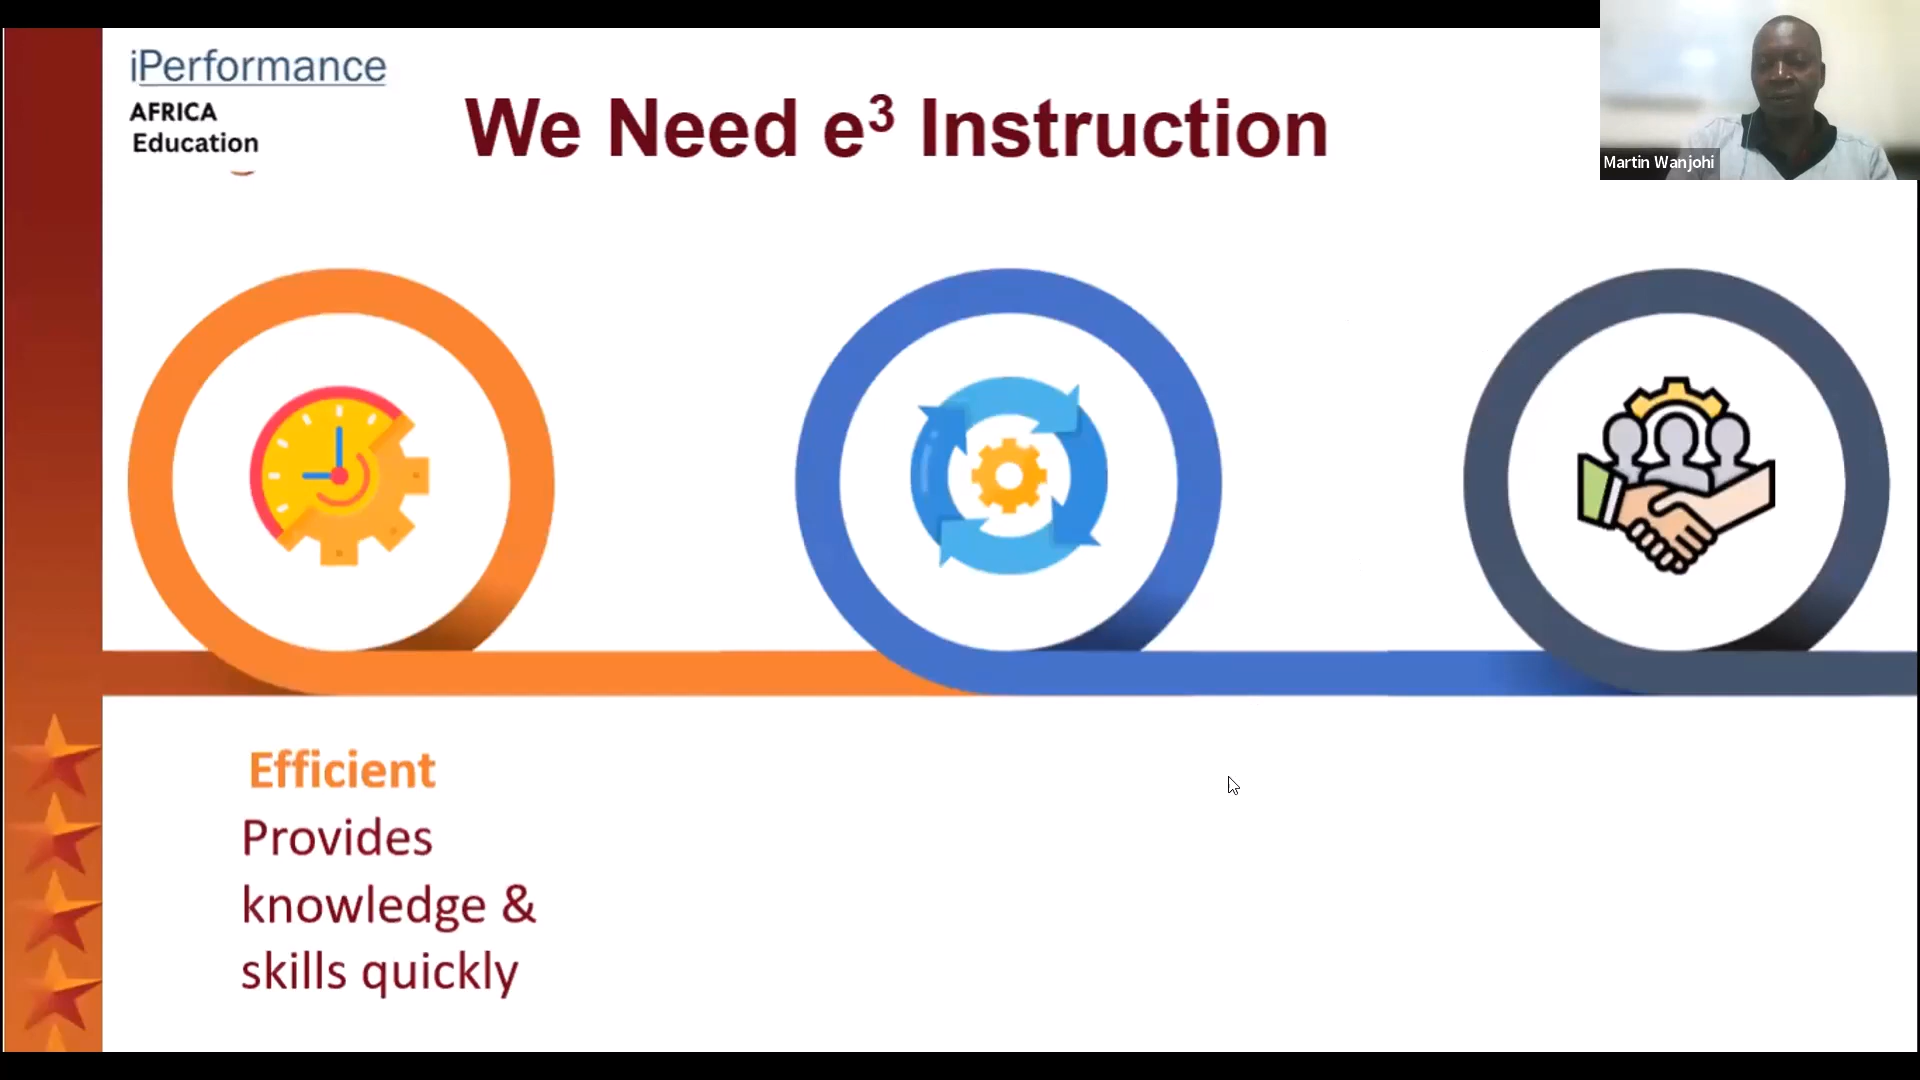 iPerformance
AFRICA
Education
We Need e³ Instruction
Martin Wanjohi
Efficient
Provides
knowledge &
skills quickly